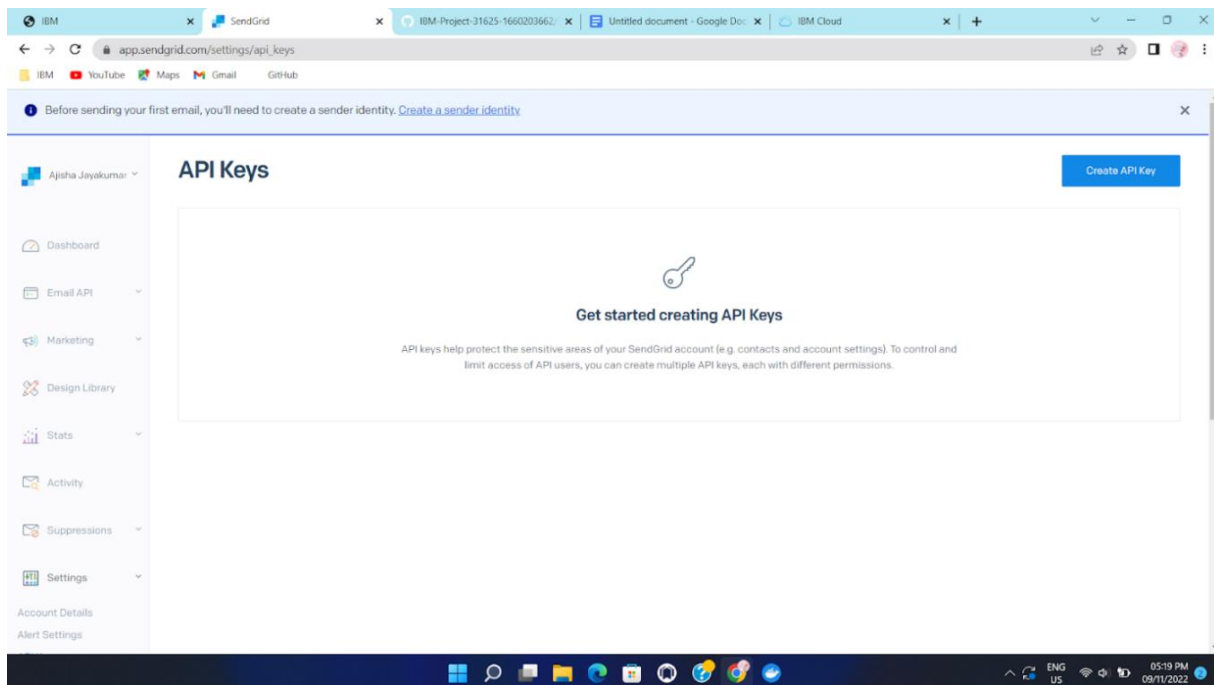 IBM
SendGrid
IBM-Project-31625-1660203662/
Untitled document - Google Doc
IBM Cloud
app.sendgrid.com/settings/api_keys
IBM
YouTube
Maps
Gmail
GitHub
Before sending your first email, you'll need to create a sender identity. Create a sender identity
Ajisha Jayakumar
API Keys
Create API Key
Dashboard
Email API
Marketing
Design Library
Stats
Activity
Suppressions
Settings
Account Details
Alert Settings
Get started creating API Keys
API keys help protect the sensitive areas of your SendGrid account (e.g. contacts and account settings). To control and
limit access of API users, you can create multiple API keys, each with different permissions.
ENG
US
05:19 PM
09/11/2022
2